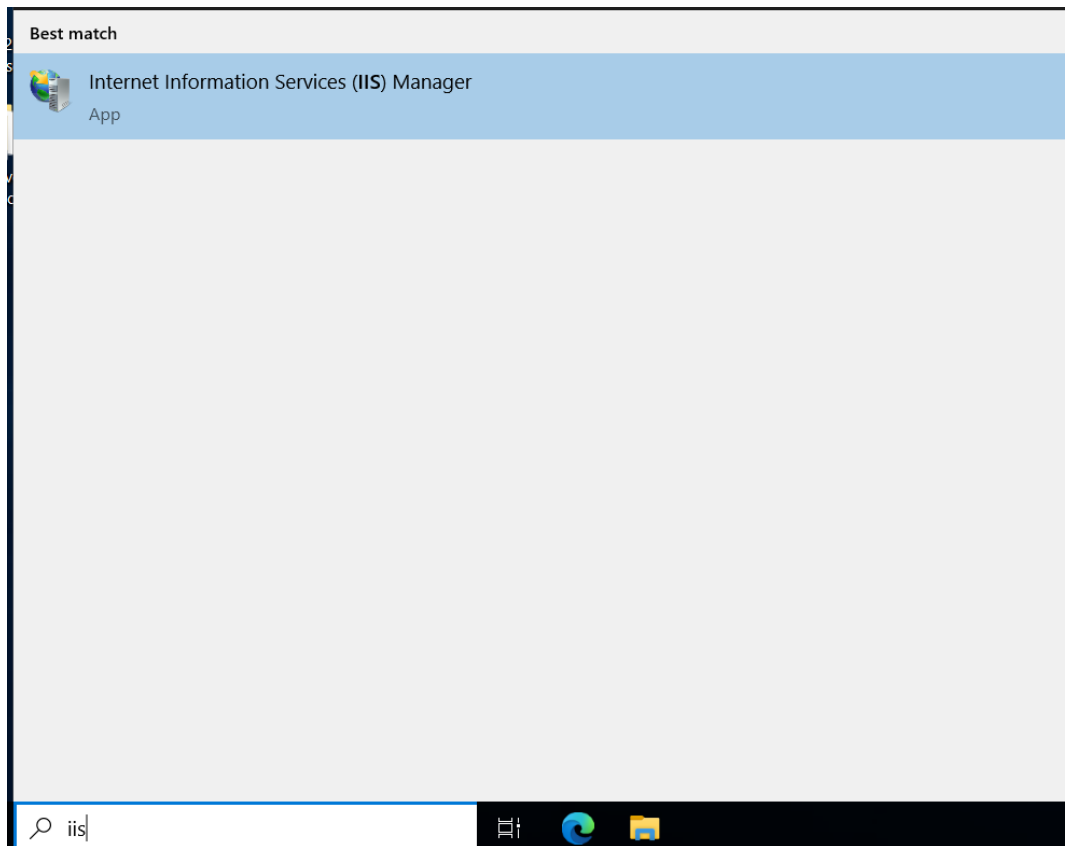 Best match
Internet Information Services (IIS) Manager
App
iis